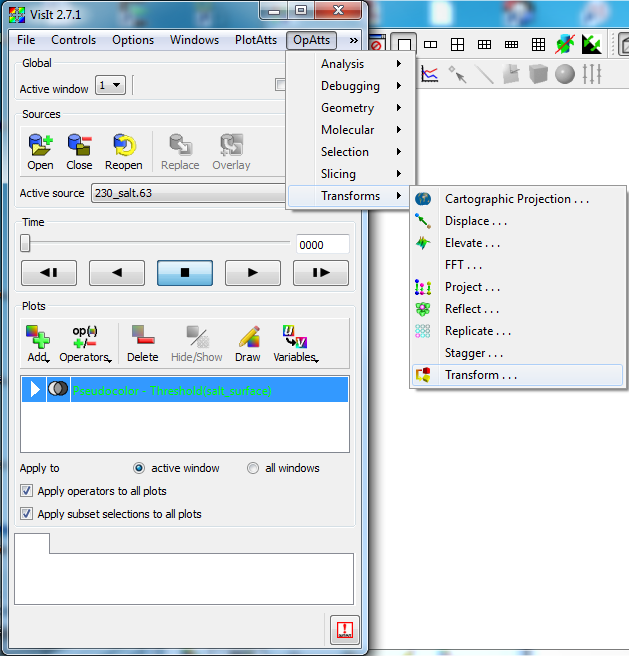 VisIt 2.7.1
File Controls Options Windows PlotAtts OpAtts »
Global
Active window 1
Sources
Open Close Reopen Replace Overlay
Active source 230_salt.63
Time
0000
Plots
op(ıı)
+/-
Add Operators Delete Hide/Show Draw Variables
Pseudocolor - Threshold(salt_surface)
Apply to active window all windows
Apply operators to all plots
Apply subset selections to all plots
Analysis
Debugging
Geometry
Molecular
Selection
Slicing
Transforms
Cartographic Projection . . .
Displace . . .
Elevate . . .
FFT . . .
Project . . .
Reflect . . .
Replicate . . .
Stagger . . .
Transform . . .